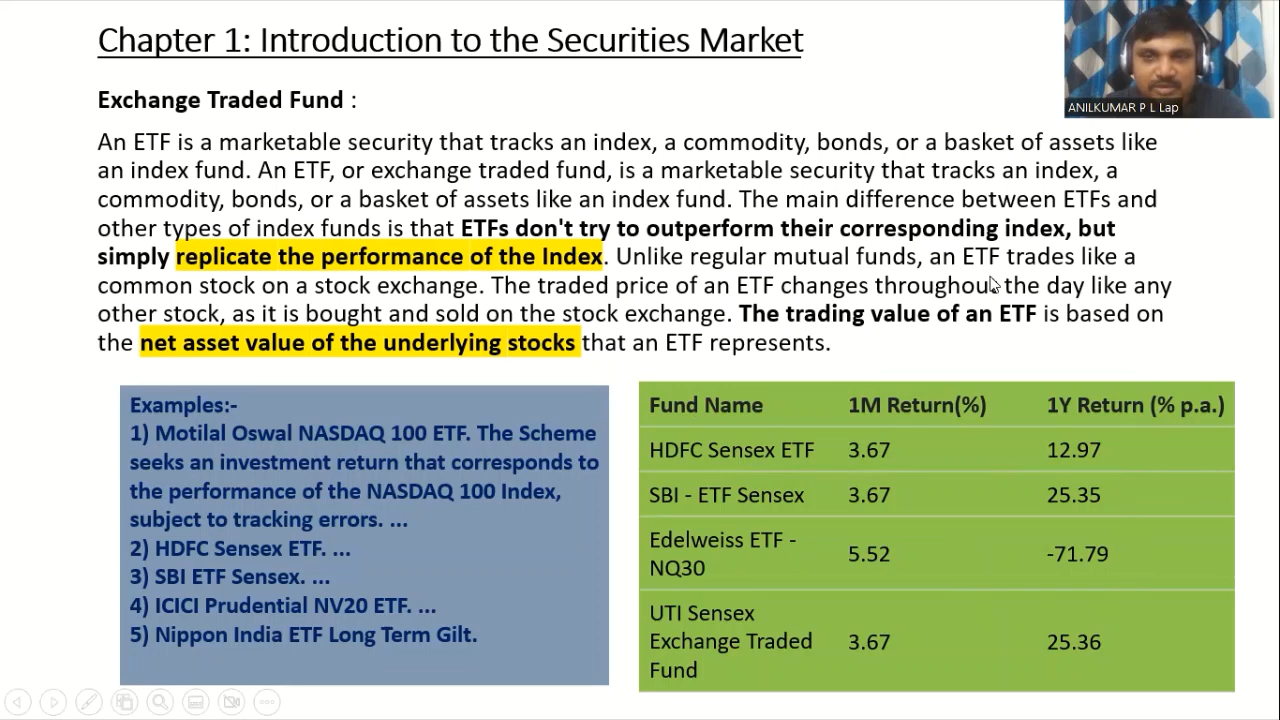 Chapter 1: Introduction to the Securities Market
ANILKUMAR P L Lap
Exchange Traded Fund :
An ETF is a marketable security that tracks an index, a commodity, bonds, or a basket of assets like
an index fund. An ETF, or exchange traded fund, is a marketable security that tracks an index, a
commodity, bonds, or a basket of assets like an index fund. The main difference between ETFs and
other types of index funds is that ETFs don't try to outperform their corresponding index, but
simply replicate the performance of the Index. Unlike regular mutual funds, an ETF trades like a
common stock on a stock exchange. The traded price of an ETF changes throughout the day like any
other stock, as it is bought and sold on the stock exchange. The trading value of an ETF is based on
the net asset value of the underlying stocks that an ETF represents.
Examples:-
1) Motilal Oswal NASDAQ 100 ETF. The Scheme
seeks an investment return that corresponds to
the performance of the NASDAQ 100 Index,
subject to tracking errors. ...
2) HDFC Sensex ETF. ...
3) SBI ETF Sensex. ...
4) ICICI Prudential NV20 ETF. ...
5) Nippon India ETF Long Term Gilt.
Fund Name 1M Return(%) 1Y Return (% p.a.)
HDFC Sensex ETF 3.67 12.97
SBI - ETF Sensex 3.67 25.35
Edelweiss ETF -
NQ30 5.52 -71.79
UTI Sensex
Exchange Traded 3.67 25.36
Fund